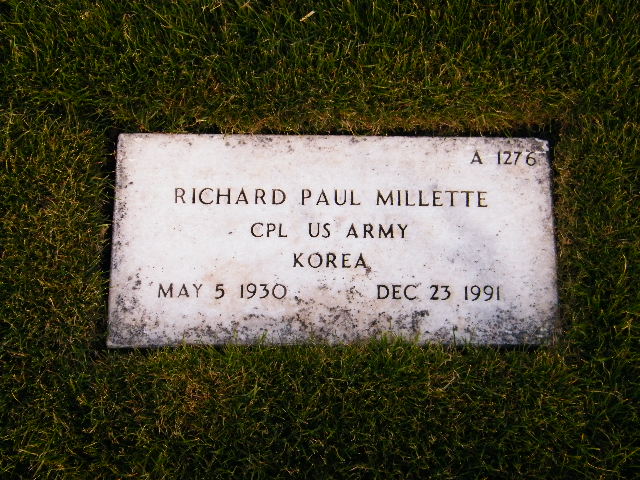 A 1276
RICHARD PAUL MILLETTE
CPL US ARMY
KOREA
MAY 5 1930 DEC 23 1991